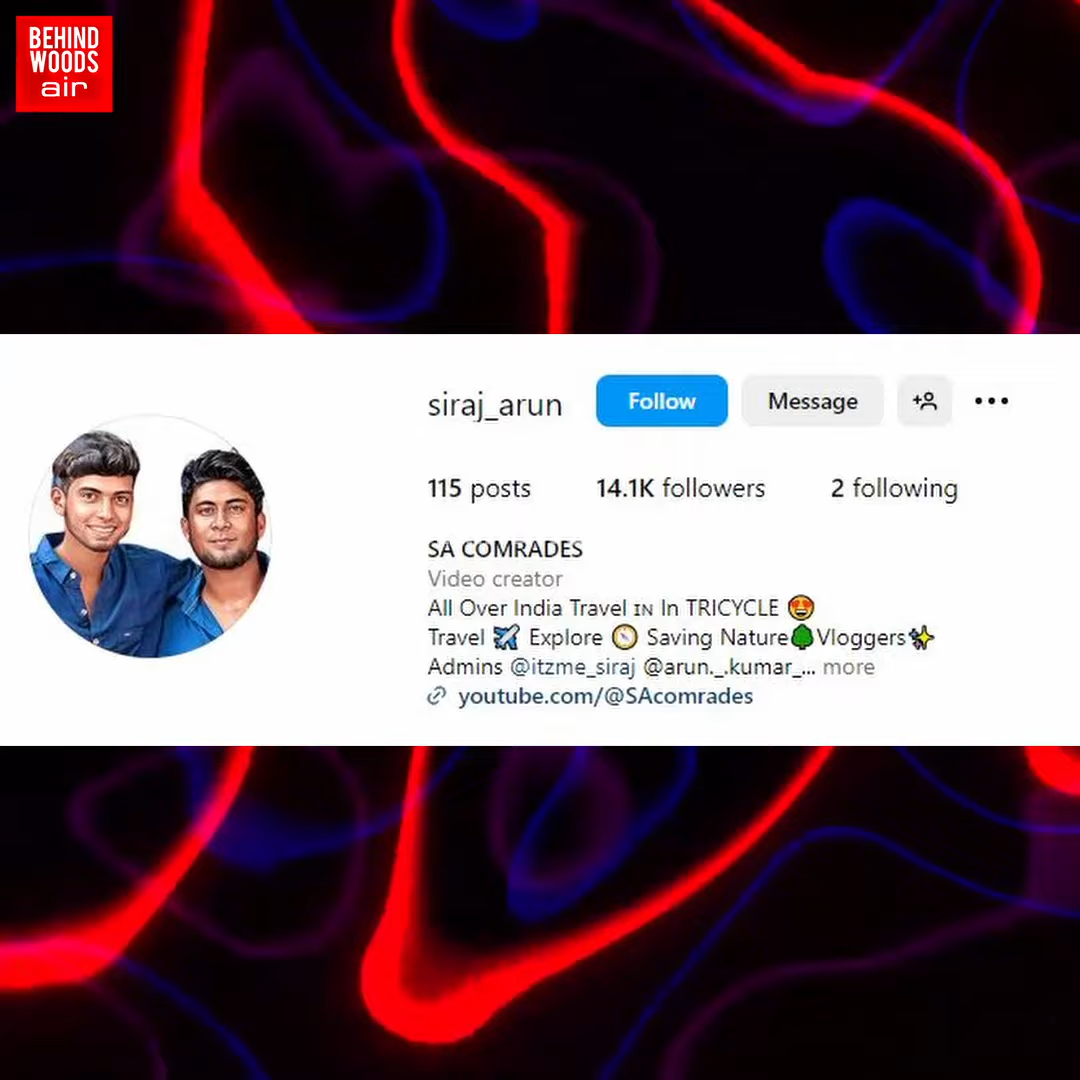 BEHIND
WOODS
air
siraj_arun Follow Message
115 posts 14.1K followers 2 following
SA COMRADES
Video creator
All Over India Travel ɪɴ In TRICYCLE 😍
Travel ✈️ Explore 🧭 Saving Nature🌳Vloggers✨
Admins @itzme_siraj @arun._.kumar_... more
youtube.com/@SAcomrades